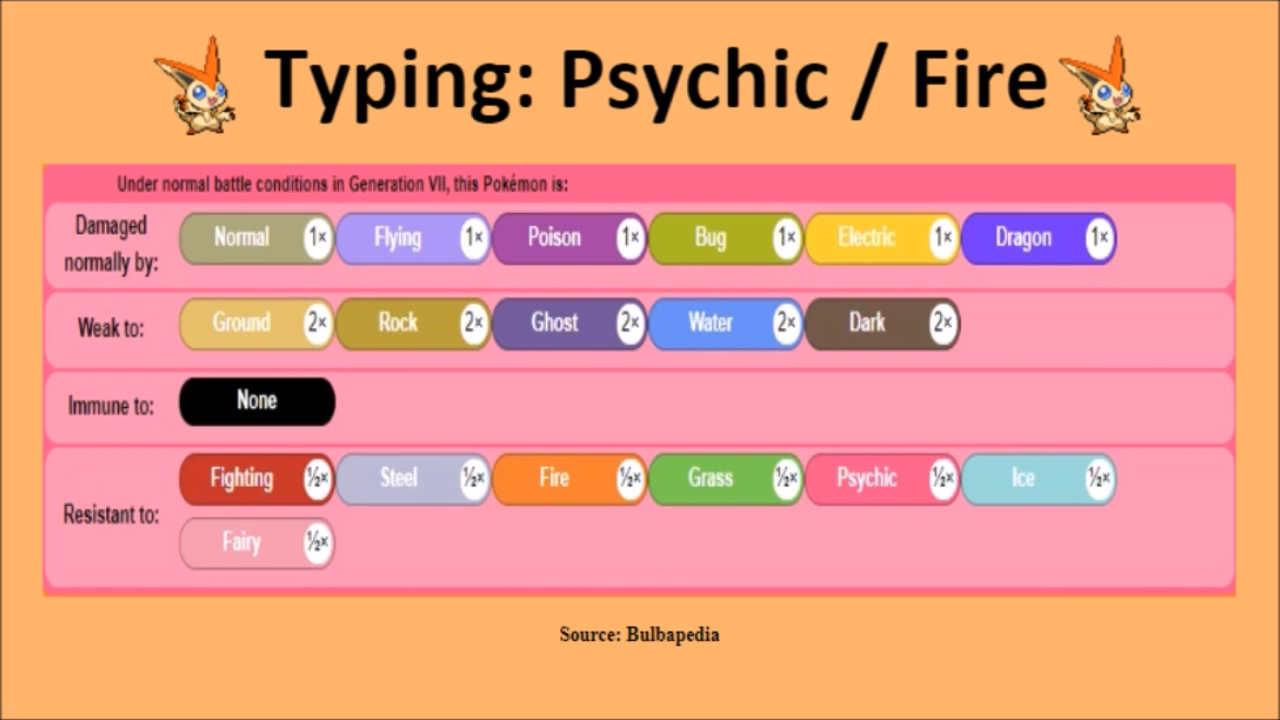 Typing: Psychic / Fire
Under normal battle conditions in Generation VII, this Pokémon is:
Damaged
normally by:
Normal 1× Flying 1× Poison 1× Bug 1× Electric 1× Dragon 1×
Weak to: Ground 2× Rock 2× Ghost 2× Water 2× Dark 2×
Immune to: None
Resistant to:
Fighting ½× Steel ½× Fire ½× Grass ½× Psychic ½× Ice ½×
Fairy ½×
Source: Bulbapedia